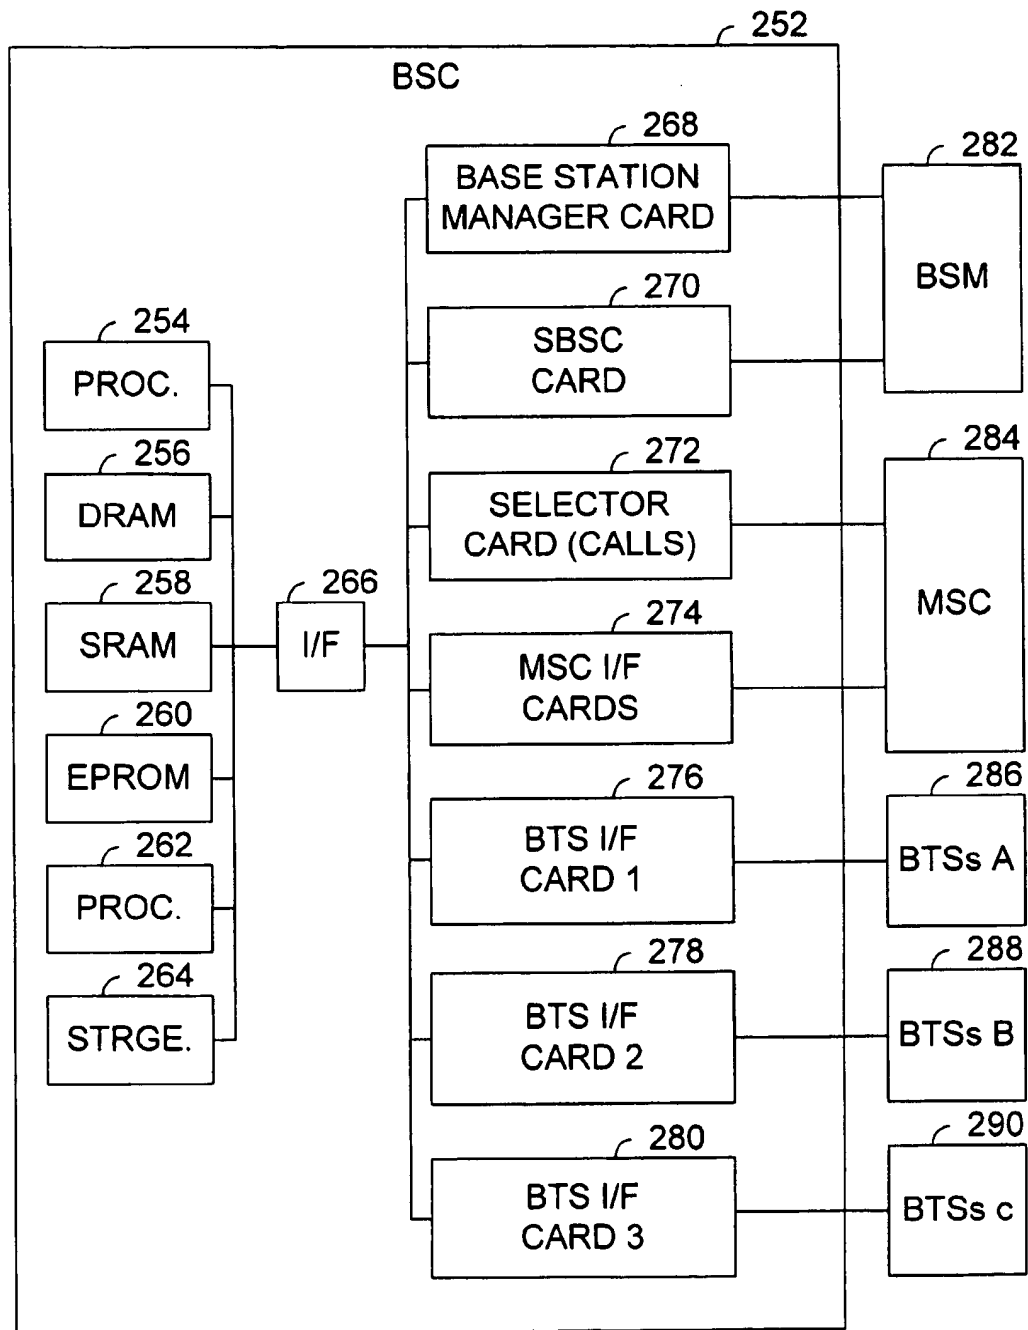 252
BSC
268
BASE STATION
MANAGER CARD
282
BSM
270
SBSC
CARD
254
PROC.
256
DRAM
258
SRAM
260
EPROM
262
PROC.
264
STRGE.
266
I/F
272
SELECTOR
CARD (CALLS)
284
MSC
274
MSC I/F
CARDS
276
BTS I/F
CARD 1
286
BTSs A
278
BTS I/F
CARD 2
288
BTSs B
280
BTS I/F
CARD 3
290
BTSs c